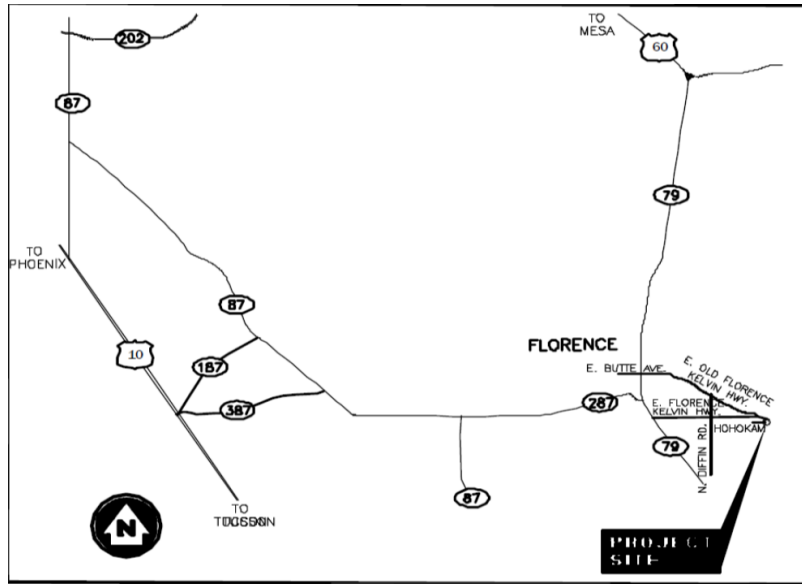 202
TO
MESA
60
87
79
TO
PHOENIX
87
10
187
387
FLORENCE
E. BUTTE AVE.
E. OLD FLORENCE
KELVIN HWY.
287
E. FLORENCE
KELVIN HWY.
HOHOKAM
79
N. DIFFIN RD.
87
TO
N
PROJECT
SITE